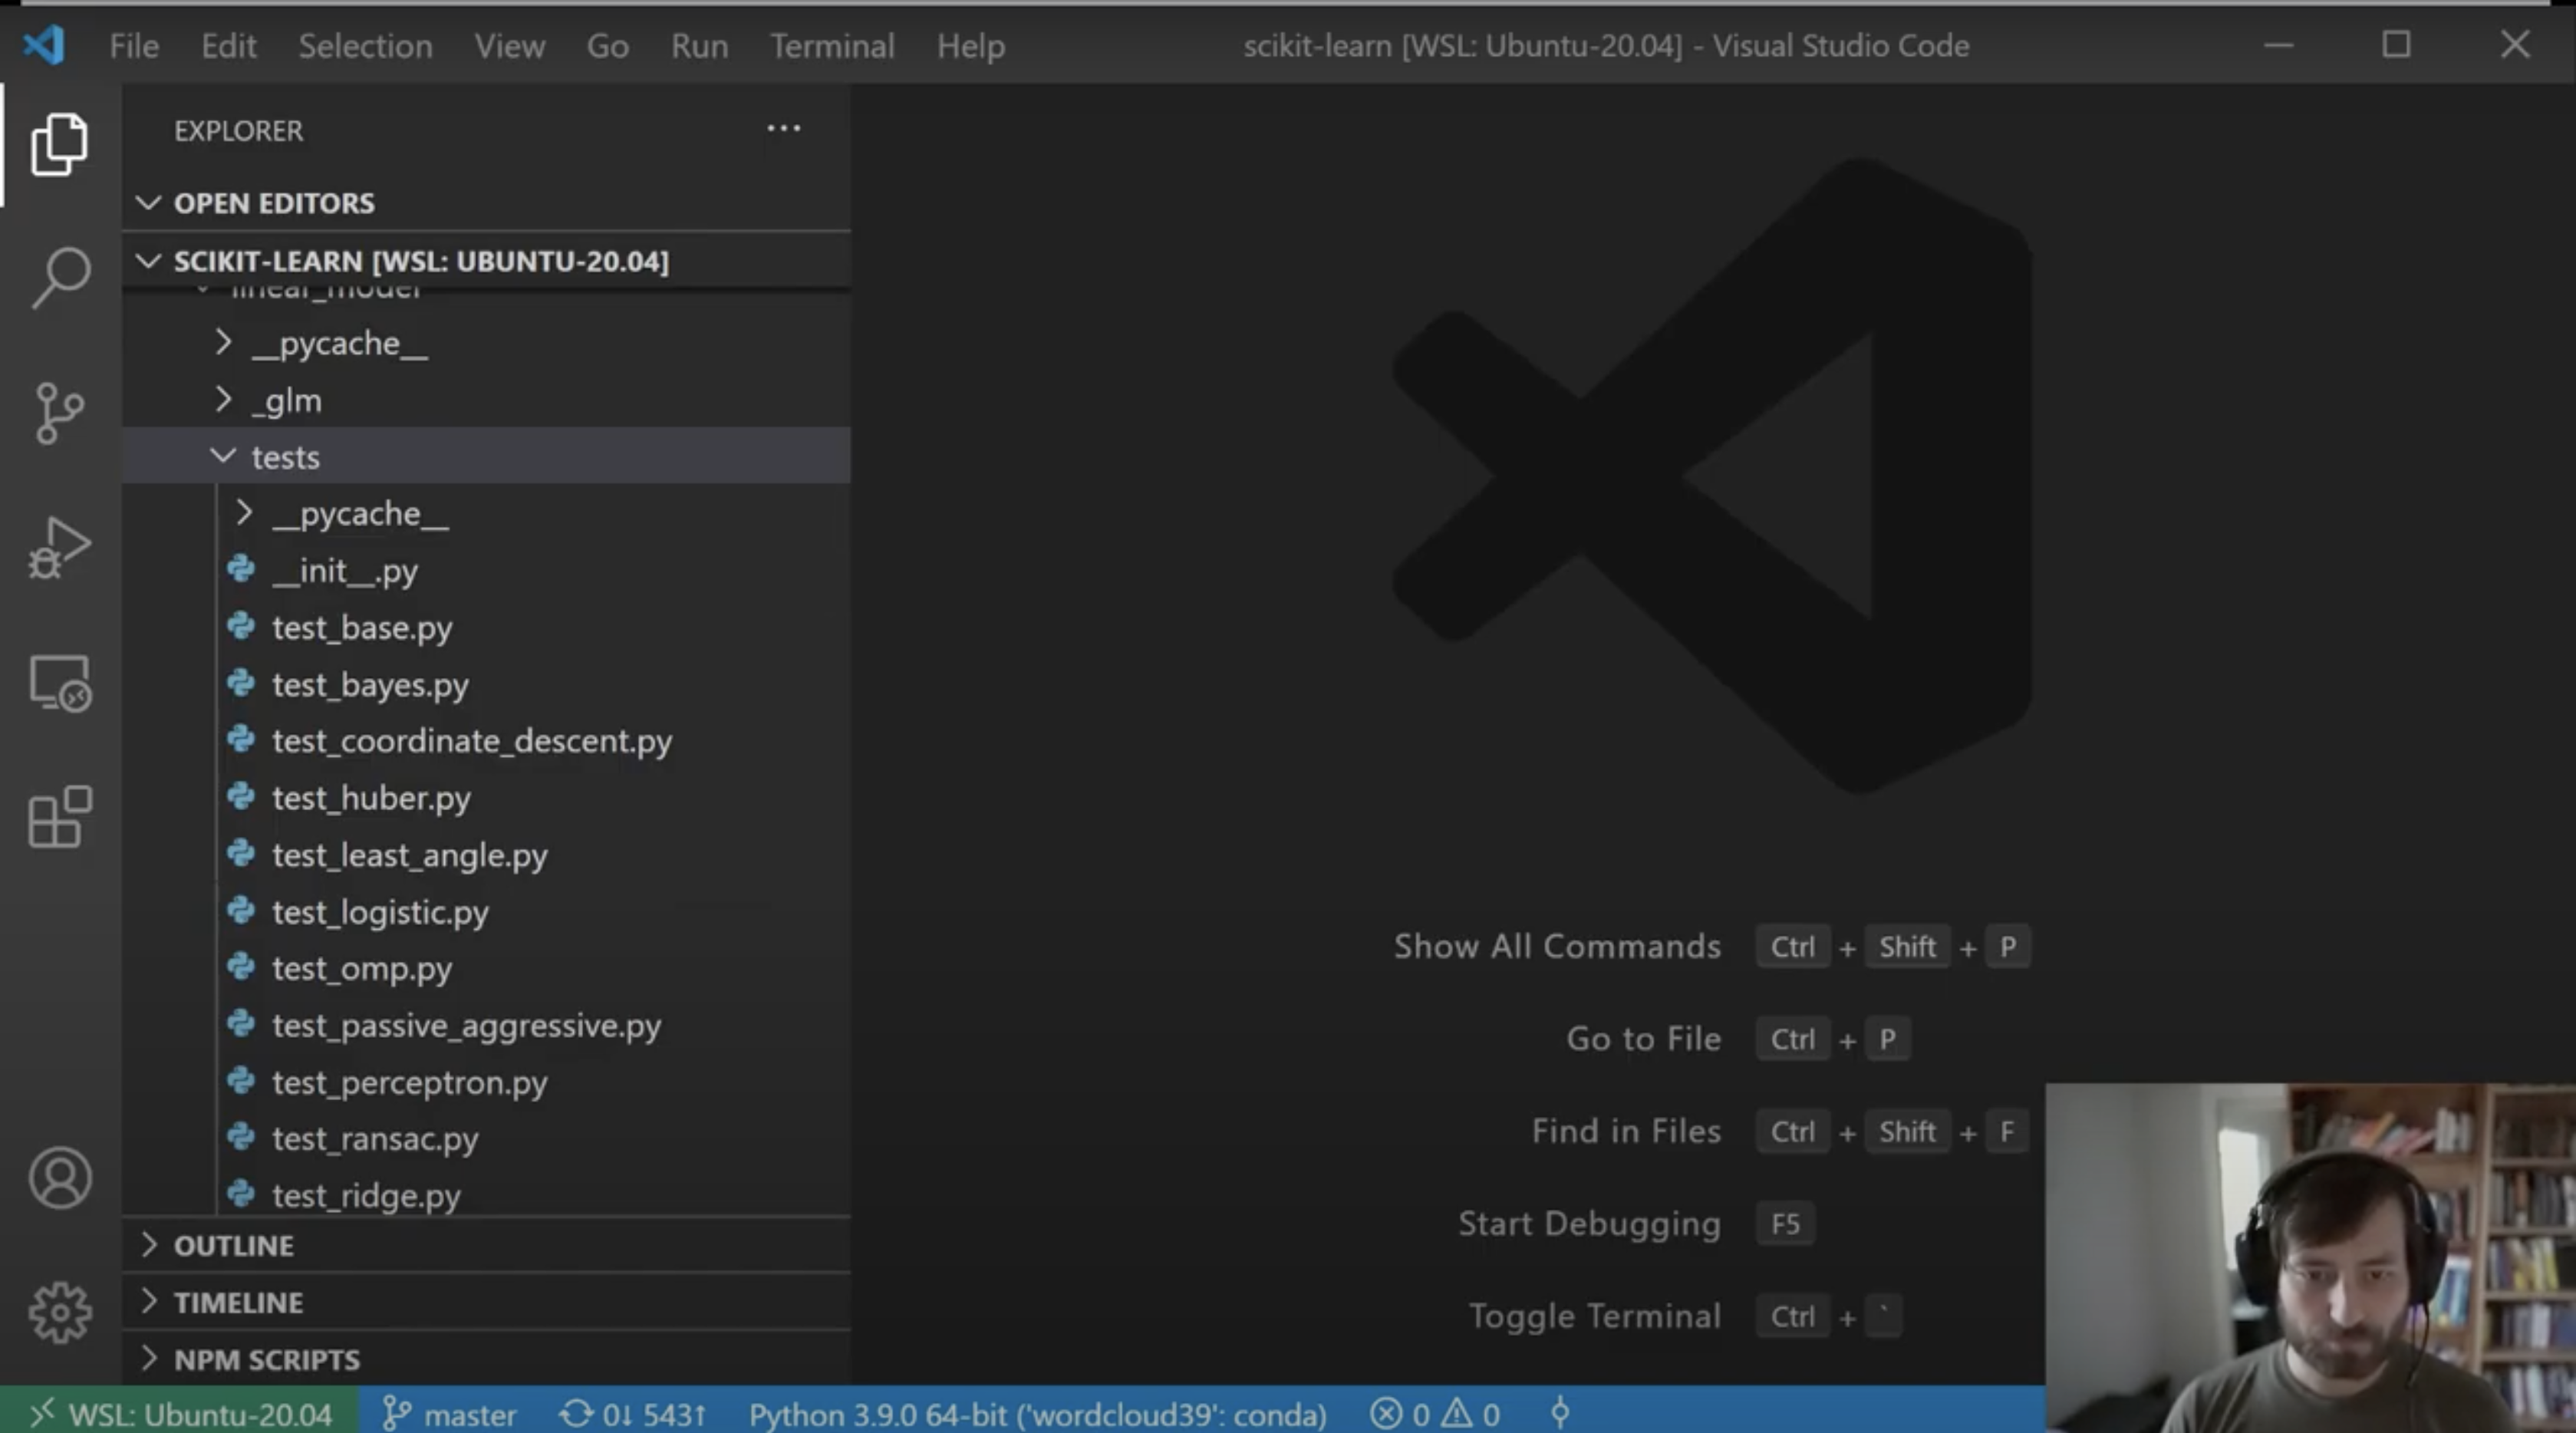 File Edit Selection View Go Run Terminal Help scikit-learn [WSL: Ubuntu-20.04] - Visual Studio Code
EXPLORER
OPEN EDITORS
SCIKIT-LEARN [WSL: UBUNTU-20.04]
linear_model
__pycache__
_glm
tests
__pycache__
__init__.py
test_base.py
test_bayes.py
test_coordinate_descent.py
test_huber.py
test_least_angle.py
test_logistic.py
test_omp.py
test_passive_aggressive.py
test_perceptron.py
test_ransac.py
test_ridge.py
OUTLINE
TIMELINE
NPM SCRIPTS
Show All Commands Ctrl + Shift + P
Go to File Ctrl + P
Find in Files Ctrl + Shift + F
Start Debugging F5
Toggle Terminal Ctrl + `
WSL: Ubuntu-20.04 master 0↓ 543↑ Python 3.9.0 64-bit ('wordcloud39': conda) 0 0